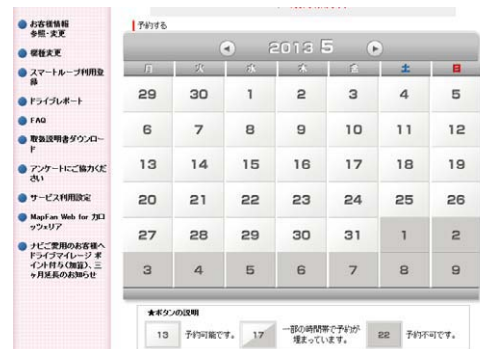 お客様情報
参照・変更
機種変更
スマートループ利用登
録
ドライブレポート
FAQ
取扱説明書ダウンロー
ド
アンケートにご協力くだ
さい
サービス利用設定
MapFan Web for カロ
ッツェリア
ナビご愛用のお客様へ
ドライブマイレージ ポ
イント付与(加算)、三
ヶ月延長のお知らせ
予約する
2013 5
月 火 水 木 金 土 日
29 30 1 2 3 4 5
6 7 8 9 10 11 12
13 14 15 16 17 18 19
20 21 22 23 24 25 26
27 28 29 30 31 1 2
3 4 5 6 7 8 9
★ボタンの説明
13 予約可能です。 17 一部の時間帯で予約が
埋まっています。 22 予約不可です。